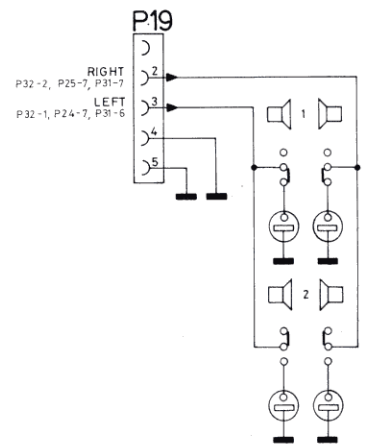 P19
RIGHT 2
P32-2, P25-7, P31-7
LEFT 3
P32-1, P24-7, P31-6
1
4
5
2